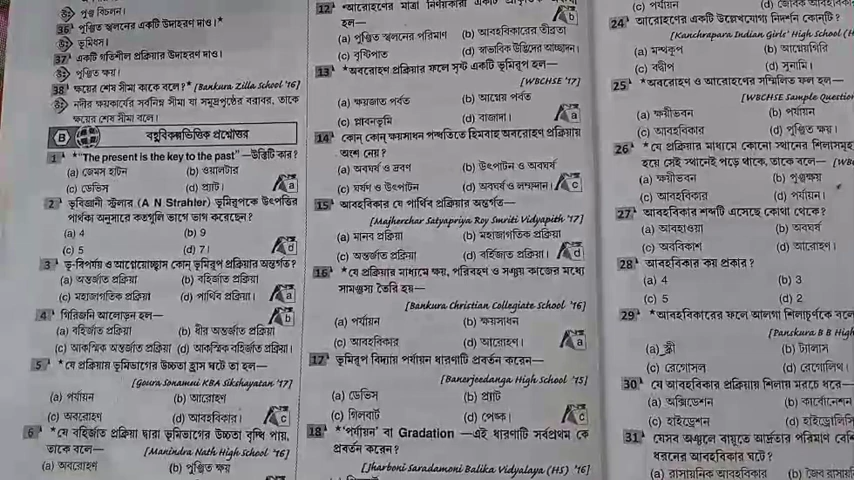 ৪ঃ পুঞ্জ বিচলন।
36 পুঞ্জিত স্খলনের একটি উদাহরণ দাও।*
৪ঃ ভূমিধস।
37 একটি গতিশীল প্রক্রিয়ার উদাহরণ দাও।
৪ঃ পুঞ্জিত ক্ষয়।
38 ক্ষয়ের শেষ সীমা কাকে বলে?* [Bankura Zilla School '16]
৪ঃ নদীর ক্ষয়কার্যের সর্বনিম্ন সীমা যা সমুদ্রপৃষ্ঠের বরাবর, তাকে
ক্ষয়ের শেষ সীমা বলে।
B বহুবিকল্পভিত্তিক প্রশ্নোত্তর
1 *"The present is the key to the past" —উক্তিটি কার?
(a) জেমস হাটন (b) ওয়ালটার
(c) ডেভিস (d) প্র্যাট। a
2 ভূবিজ্ঞানী স্ট্রলার (A N Strahler) ভূমিরূপকে উৎপত্তির
পার্থক্য অনুসারে কতগুলি ভাগে ভাগ করেছেন?
(a) 4 (b) 9
(c) 5 (d) 7। d
3 ভূ-বিপর্যয় ও আগ্নেয়োচ্ছ্বাস কোন্ ভূমিরূপ প্রক্রিয়ার অন্তর্গত?
(a) অন্তর্জাত প্রক্রিয়া (b) বহির্জাত প্রক্রিয়া
(c) মহাজাগতিক প্রক্রিয়া (d) পার্থিব প্রক্রিয়া। a
4 গিরিজনি আলোড়ন হল— b
(a) বহির্জাত প্রক্রিয়া (b) ধীর অন্তর্জাত প্রক্রিয়া
(c) আকস্মিক অন্তর্জাত প্রক্রিয়া (d) আকস্মিক বহির্জাত প্রক্রিয়া।
5 *যে প্রক্রিয়ায় ভূমিভাগের উচ্চতা হ্রাস ঘটে তা হল—
[Goura Sonamui KBA Sikshayatan '17]
(a) পর্যায়ন (b) আরোহণ
(c) অবরোহণ (d) আবহবিকার। c
6 *যে বহির্জাত প্রক্রিয়া দ্বারা ভূমিভাগের উচ্চতা বৃদ্ধি পায়,
তাকে বলে— [Manindra Nath High School '16]
(a) অবরোহণ (b) পুঞ্জিত ক্ষয়
12 *আরোহণের মাত্রা নির্ণয়কারী একটি
হল— b
(a) পুঞ্জিত স্খলনের পরিমাণ (b) আবহবিকারের তীব্রতা
(c) বৃষ্টিপাত (d) স্বাভাবিক উদ্ভিদের আচ্ছাদন।
13 *অবরোহণ প্রক্রিয়ার ফলে সৃষ্ট একটি ভূমিরূপ হল—
[WBCHSE '17]
(a) ক্ষয়জাত পর্বত (b) আগ্নেয় পর্বত
(c) প্লাবনভূমি (d) বাজাদা। a
14 কোন্ কোন্ ক্ষয়সাধন পদ্ধতিতে হিমবাহ অবরোহণ প্রক্রিয়ায়
অংশ নেয়?
(a) অবঘর্ষ ও দ্রবণ (b) উৎপাটন ও অবঘর্ষ
(c) ঘর্ষণ ও উৎপাটন (d) অবঘর্ষ ও লম্ফদান। c
15 আবহবিকার যে পার্থিব প্রক্রিয়ার অন্তর্গত—
[Majherchar Satyapriya Roy Smriti Vidyapith '17]
(a) মানব প্রক্রিয়া (b) মহাজাগতিক প্রক্রিয়া
(c) অন্তর্জাত প্রক্রিয়া (d) বহির্জাত প্রক্রিয়া। d
16 *যে প্রক্রিয়ার মাধ্যমে ক্ষয়, পরিবহণ ও সঞ্চয় কাজের মধ্যে
সামঞ্জস্য তৈরি হয়—
[Bankura Christian Collegiate School '16]
(a) পর্যায়ন (b) ক্ষয়সাধন
(c) আবহবিকার (d) আরোহণ। a
17 ভূমিরূপ বিদ্যায় পর্যায়ন ধারণাটি প্রবর্তন করেন—
[Banerjeedanga High School '15]
(a) ডেভিস (b) প্র্যাট
(c) গিলবার্ট (d) পেঙ্ক। c
18 *'পর্যায়ন' বা Gradation —এই ধারণাটি সর্বপ্রথম কে
প্রবর্তন করেন?
[Jharboni Saradamoni Balika Vidyalaya (HS) '16]
(c) পর্যায়ন (d) জৈবিক আবহবিকার
24 আরোহণের একটি উল্লেখযোগ্য নিদর্শন কোন্‌টি?
[Kanchrapara Indian Girls' High School (H
(a) মন্থকূপ (b) আগ্নেয়গিরি
(c) বদ্বীপ (d) সুনামি।
25 *অবরোহণ ও আরোহণের সম্মিলিত ফল হল—
[WBCHSE Sample Questio
(a) ক্ষয়ীভবন (b) পর্যায়ন
(c) আবহবিকার (d) পুঞ্জিত ক্ষয়।
26 *যে প্রক্রিয়ার মাধ্যমে কোনো স্থানের শিলাসমূহ
হয়ে সেই স্থানেই পড়ে থাকে, তাকে বলে— [WB
(a) ক্ষয়ীভবন (b) পুঞ্জক্ষয়
(c) আবহবিকার (d) পর্যায়ন।
27 আবহবিকার শব্দটি এসেছে কোথা থেকে?
(a) আবহাওয়া (b) অবঘর্ষ
(c) অববিকাশ (d) আরোহণ।
28 আবহবিকার কয় প্রকার?
(a) 4 (b) 3
(c) 5 (d) 2
29 *আবহবিকারের ফলে আলগা শিলাচূর্ণকে বলে
[Panskura B B High
(a) স্ক্রী (b) ট্যালাস
(c) রেগোসল (d) রেগোলিথ।
30 যে আবহবিকার প্রক্রিয়ায় শিলায় মরচে ধরে—
(a) অক্সিডেশন (b) কার্বোনেশন
(c) হাইড্রেশন (d) হাইড্রোলিসি
31 যেসব অঞ্চলে বায়ুতে আর্দ্রতার পরিমাণ বেশি
ধরনের আবহবিকার ঘটে?
(a) রাসায়নিক আবহবিকার (b) জৈব রাসায়